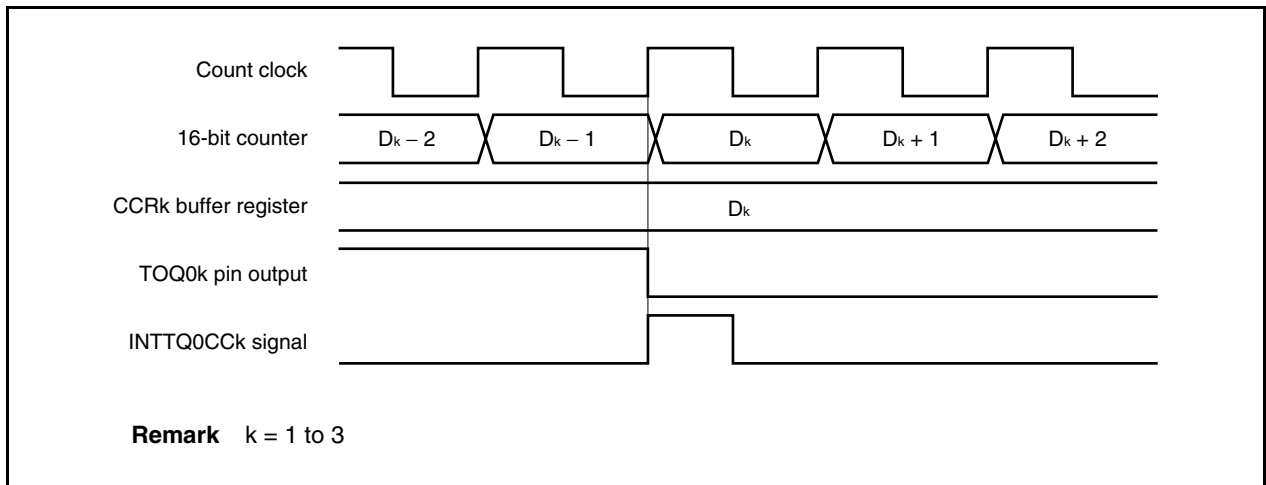 Count clock
16-bit counter Dk − 2 Dk − 1 Dk Dk + 1 Dk + 2
CCRk buffer register Dk
TOQ0k pin output
INTTQ0CCk signal
Remark k = 1 to 3